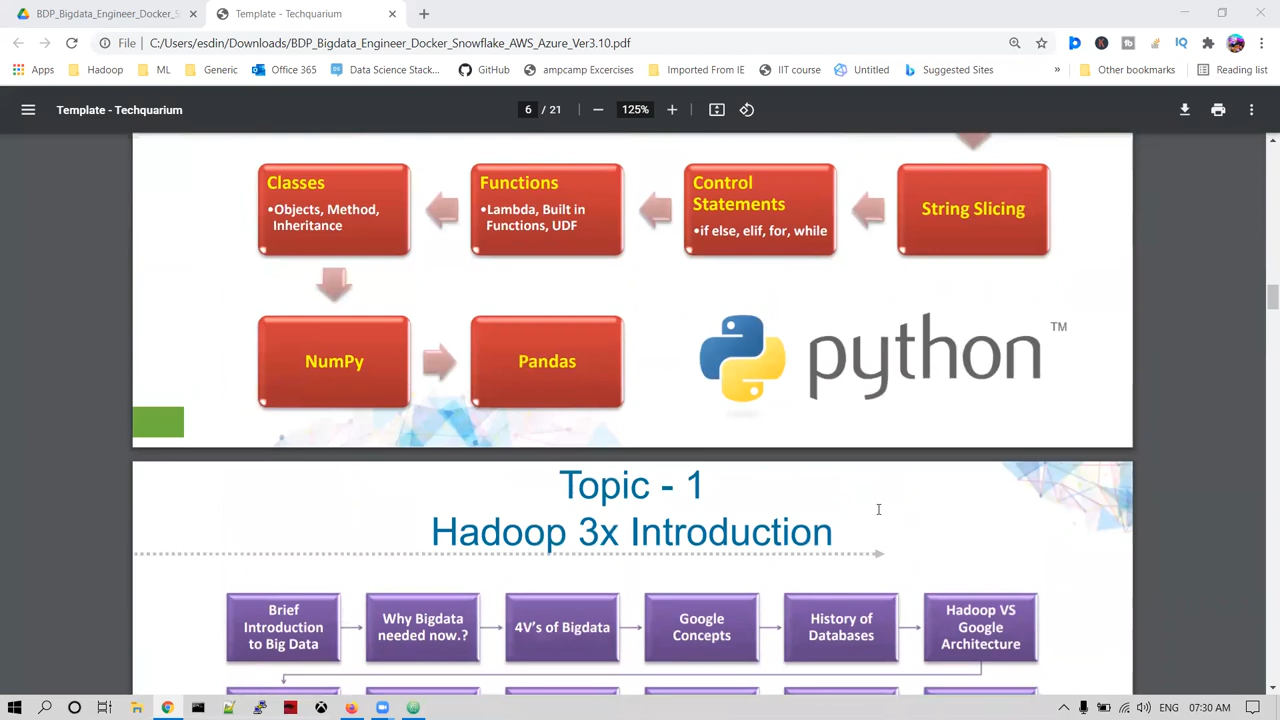 BDP_Bigdata_Engineer_Docker_S
Template - Techquarium
File
C:/Users/esdin/Downloads/BDP_Bigdata_Engineer_Docker_Snowflake_AWS_Azure_Ver3.10.pdf
Apps
Hadoop
ML
Generic
Office 365
Data Science Stack...
GitHub
ampcamp Excercises
Imported From IE
IIT course
Untitled
Suggested Sites
»
Other bookmarks
Reading list
Template - Techquarium
6 / 21
125%
Classes
•Objects, Method,
Inheritance
Functions
•Lambda, Built in
Functions, UDF
Control
Statements
•if else, elif, for, while
String Slicing
NumPy
Pandas
python TM
Topic - 1
Hadoop 3x Introduction
Brief
Introduction
to Big Data
Why Bigdata
needed now.?
4V's of Bigdata
Google
Concepts
History of
Databases
Hadoop VS
Google
Architecture
ENG
07:30 AM